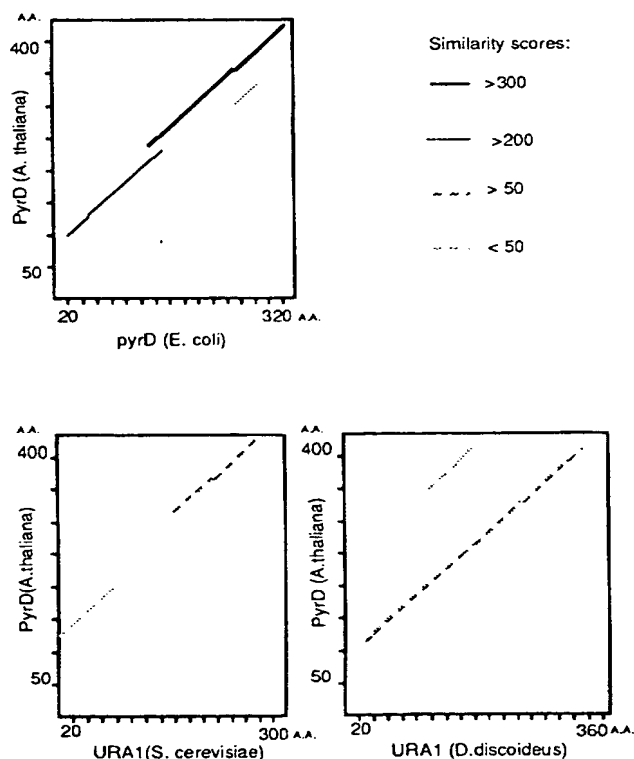 A.A.
400
PyrD (A. thaliana)
50
20
320 A.A.
pyrD (E. coli)
Similarity scores:
>300
>200
> 50
< 50
A.A.
400
PyrD(A.thaliana)
50
20
300 A.A.
URA1(S. cerevisiae)
A.A.
400
PyrD (A.thaliana)
50
20
360 A.A.
URA1 (D.discoideus)